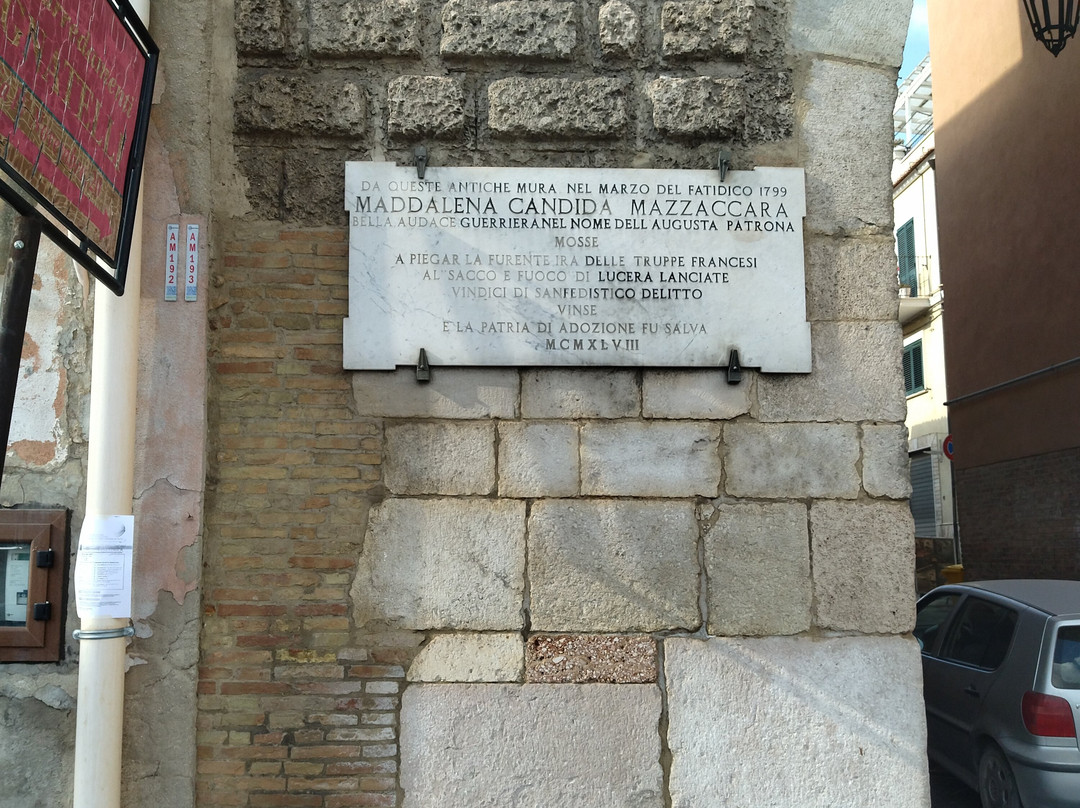 DA QUESTE ANTICHE MURA NEL MARZO DEL FATIDICO 1799
MADDALENA CANDIDA MAZZACCARA
BELLA AUDACE GUERRIERA NEL NOME DELL AUGUSTA PATRONA
MOSSE
A PIEGAR LA FURENTE IRA DELLE TRUPPE FRANCESI
AL SACCO E FUOCO DI LUCERA LANCIATE
VINDICI DI SANFEDISTICO DELITTO
VINSE
E LA PATRIA DI ADOZIONE FU SALVA
MCMXLVIII
AM192
AM193